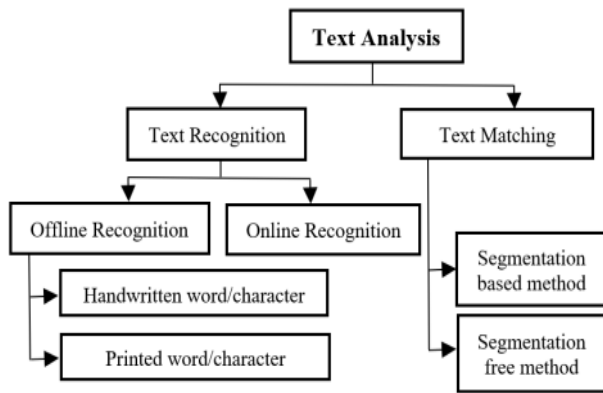 Text Analysis
Text Recognition
Text Matching
Offline Recognition
Online Recognition
Handwritten word/character
Printed word/character
Segmentation
based method
Segmentation
free method